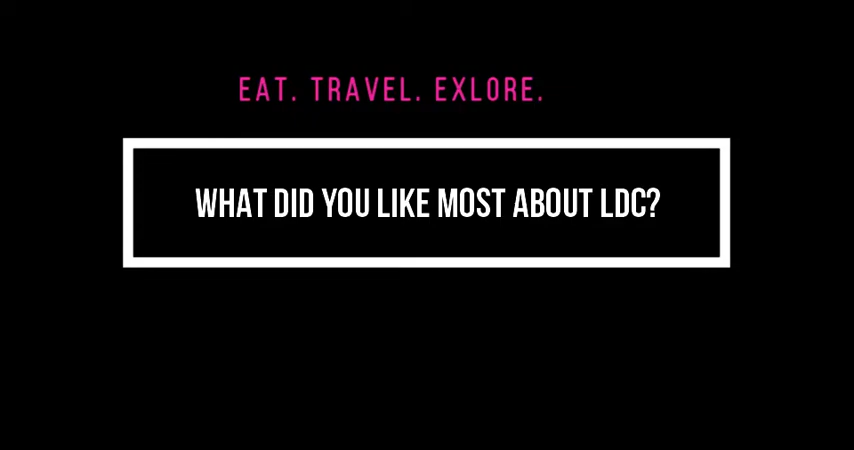 EAT. TRAVEL. EXLORE.
WHAT DID YOU LIKE MOST ABOUT LDC?